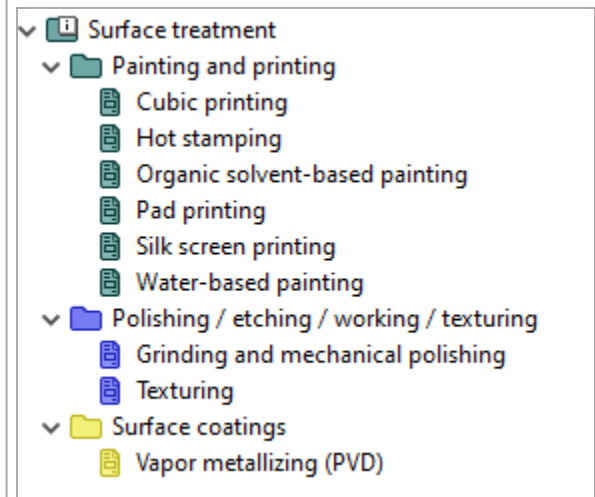 Surface treatment
Painting and printing
Cubic printing
Hot stamping
Organic solvent-based painting
Pad printing
Silk screen printing
Water-based painting
Polishing / etching / working / texturing
Grinding and mechanical polishing
Texturing
Surface coatings
Vapor metallizing (PVD)